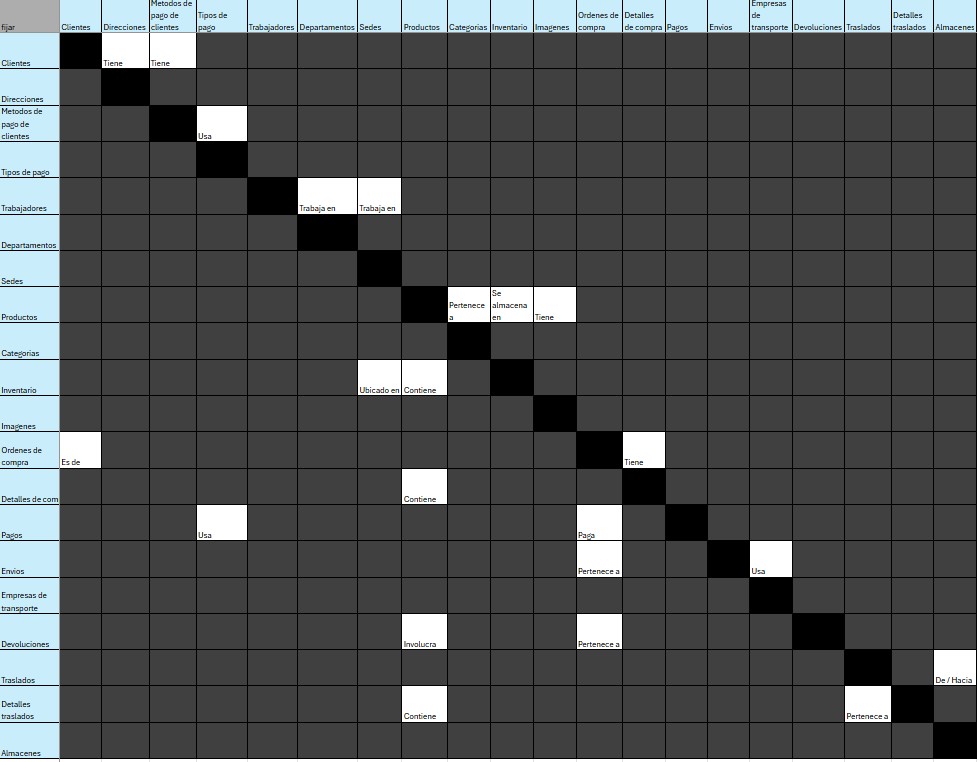 fijar Clientes Direcciones Metodos de pago de clientes Tipos de pago Trabajadores Departamentos Sedes Productos Categorias Inventario Imagenes Ordenes de compra Detalles de compra Pagos Envios Empresas de transporte Devoluciones Traslados Detalles traslados Almacenes
Clientes Tiene Tiene
Direcciones
Metodos de pago de clientes Usa
Tipos de pago
Trabajadores Trabaja en Trabaja en
Departamentos
Sedes
Productos Pertenece a Se almacena en Tiene
Categorias
Inventario Ubicado en Contiene
Imagenes
Ordenes de compra Es de Tiene
Detalles de com Contiene
Pagos Usa Paga
Envios Pertenece a Usa
Empresas de transporte
Devoluciones Involucra Pertenece a
Traslados De / Hacia
Detalles traslados Contiene Pertenece a
Almacenes